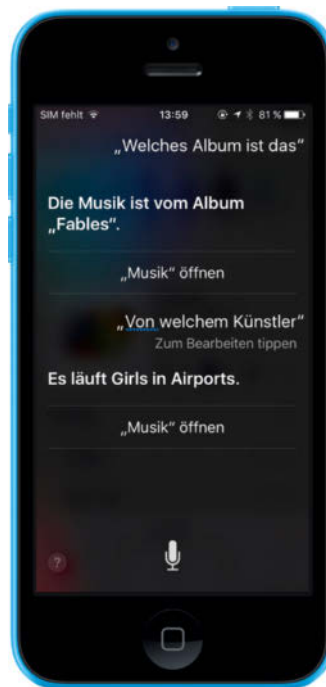 SIM fehlt 13:59 81 %
„Welches Album ist das“
Die Musik ist vom Album
„Fables“.
„Musik“ öffnen
„Von welchem Künstler“
Zum Bearbeiten tippen
Es läuft Girls in Airports.
„Musik“ öffnen
?